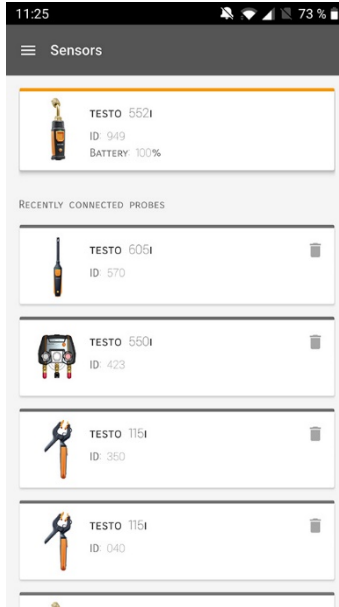 11:25
73 %
Sensors
TESTO 552I
ID: 949
BATTERY: 100%
RECENTLY CONNECTED PROBES
TESTO 605I
ID: 570
TESTO 550I
ID: 423
TESTO 115I
ID: 350
TESTO 115I
ID: 040